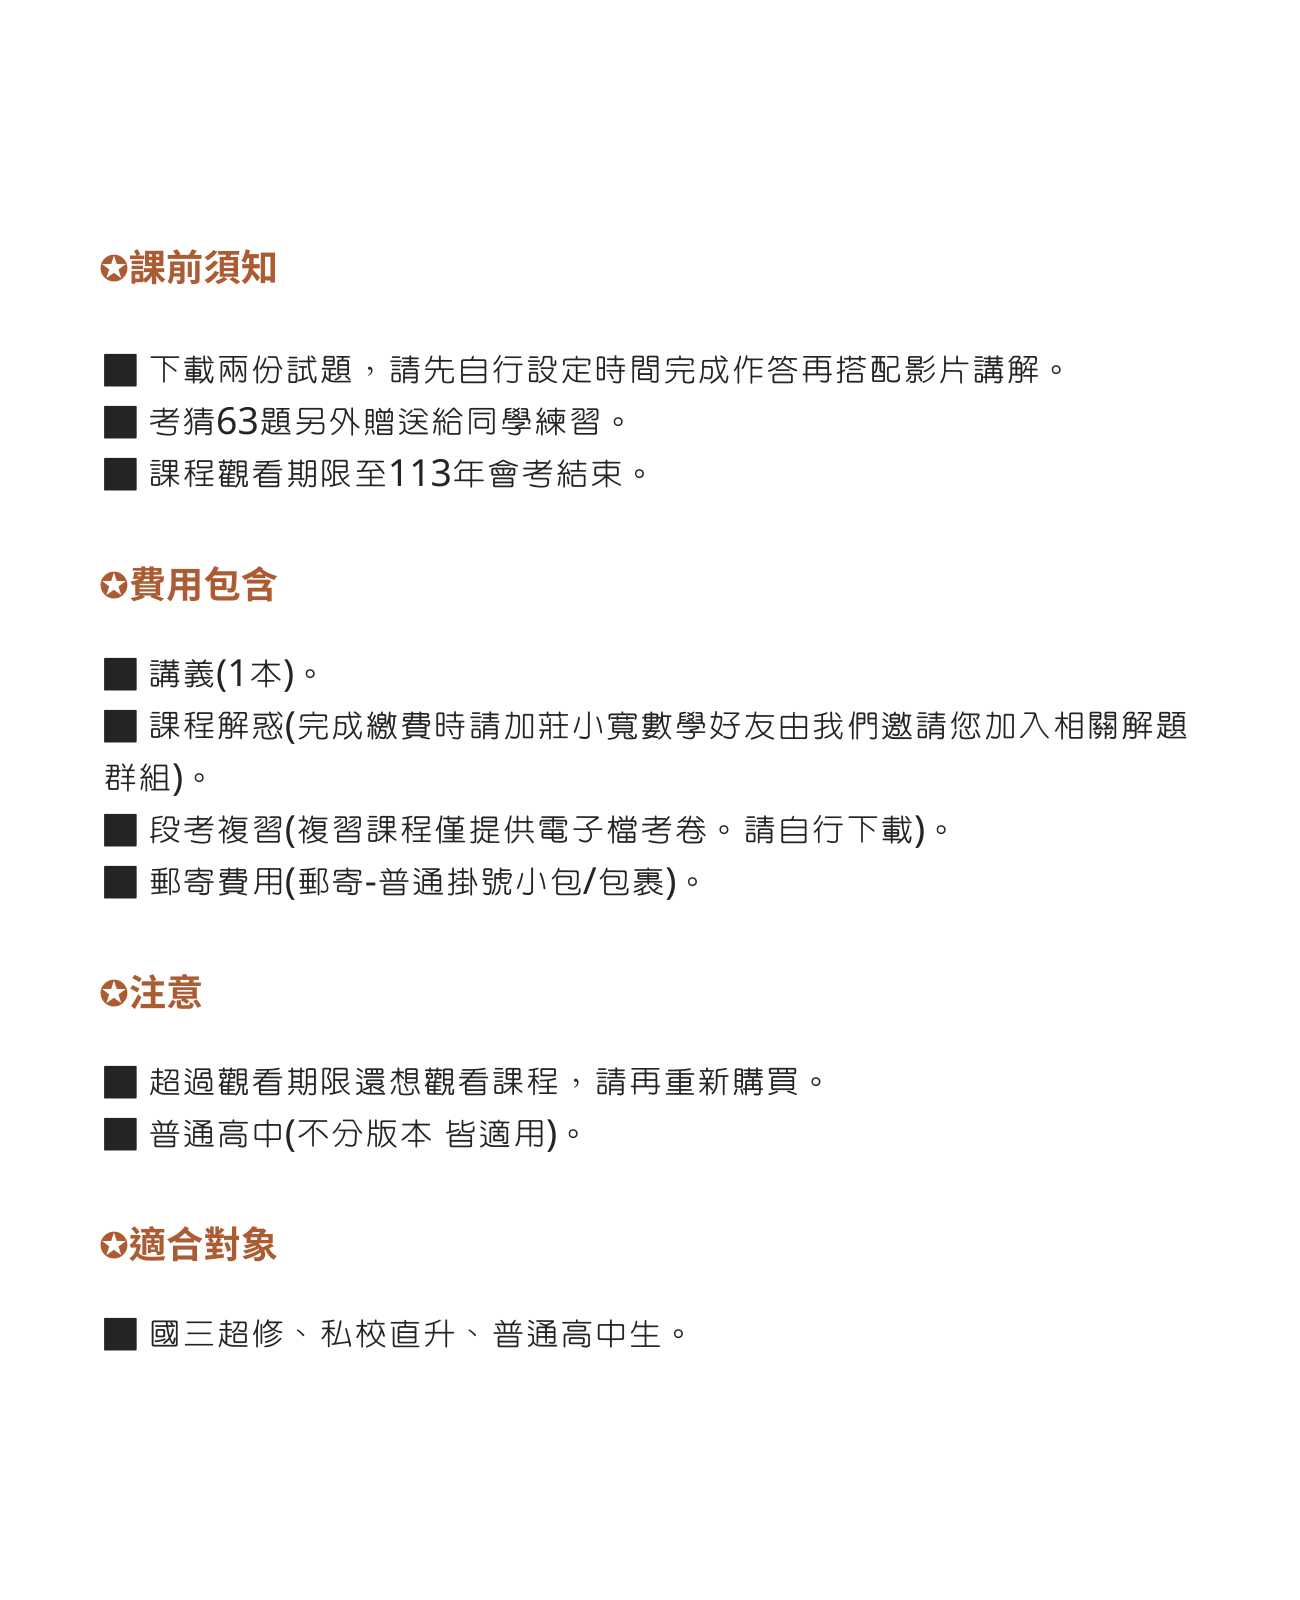 ✪課前須知
■ 下載兩份試題，請先自行設定時間完成作答再搭配影片講解。
■ 考猜63題另外贈送給同學練習。
■ 課程觀看期限至113年會考結束。
✪費用包含
■ 講義(1本)。
■ 課程解惑(完成繳費時請加莊小寬數學好友由我們邀請您加入相關解題
群組)。
■ 段考複習(複習課程僅提供電子檔考卷。請自行下載)。
■ 郵寄費用(郵寄-普通掛號小包/包裹)。
✪注意
■ 超過觀看期限還想觀看課程，請再重新購買。
■ 普通高中(不分版本 皆適用)。
✪適合對象
■ 國三超修、私校直升、普通高中生。